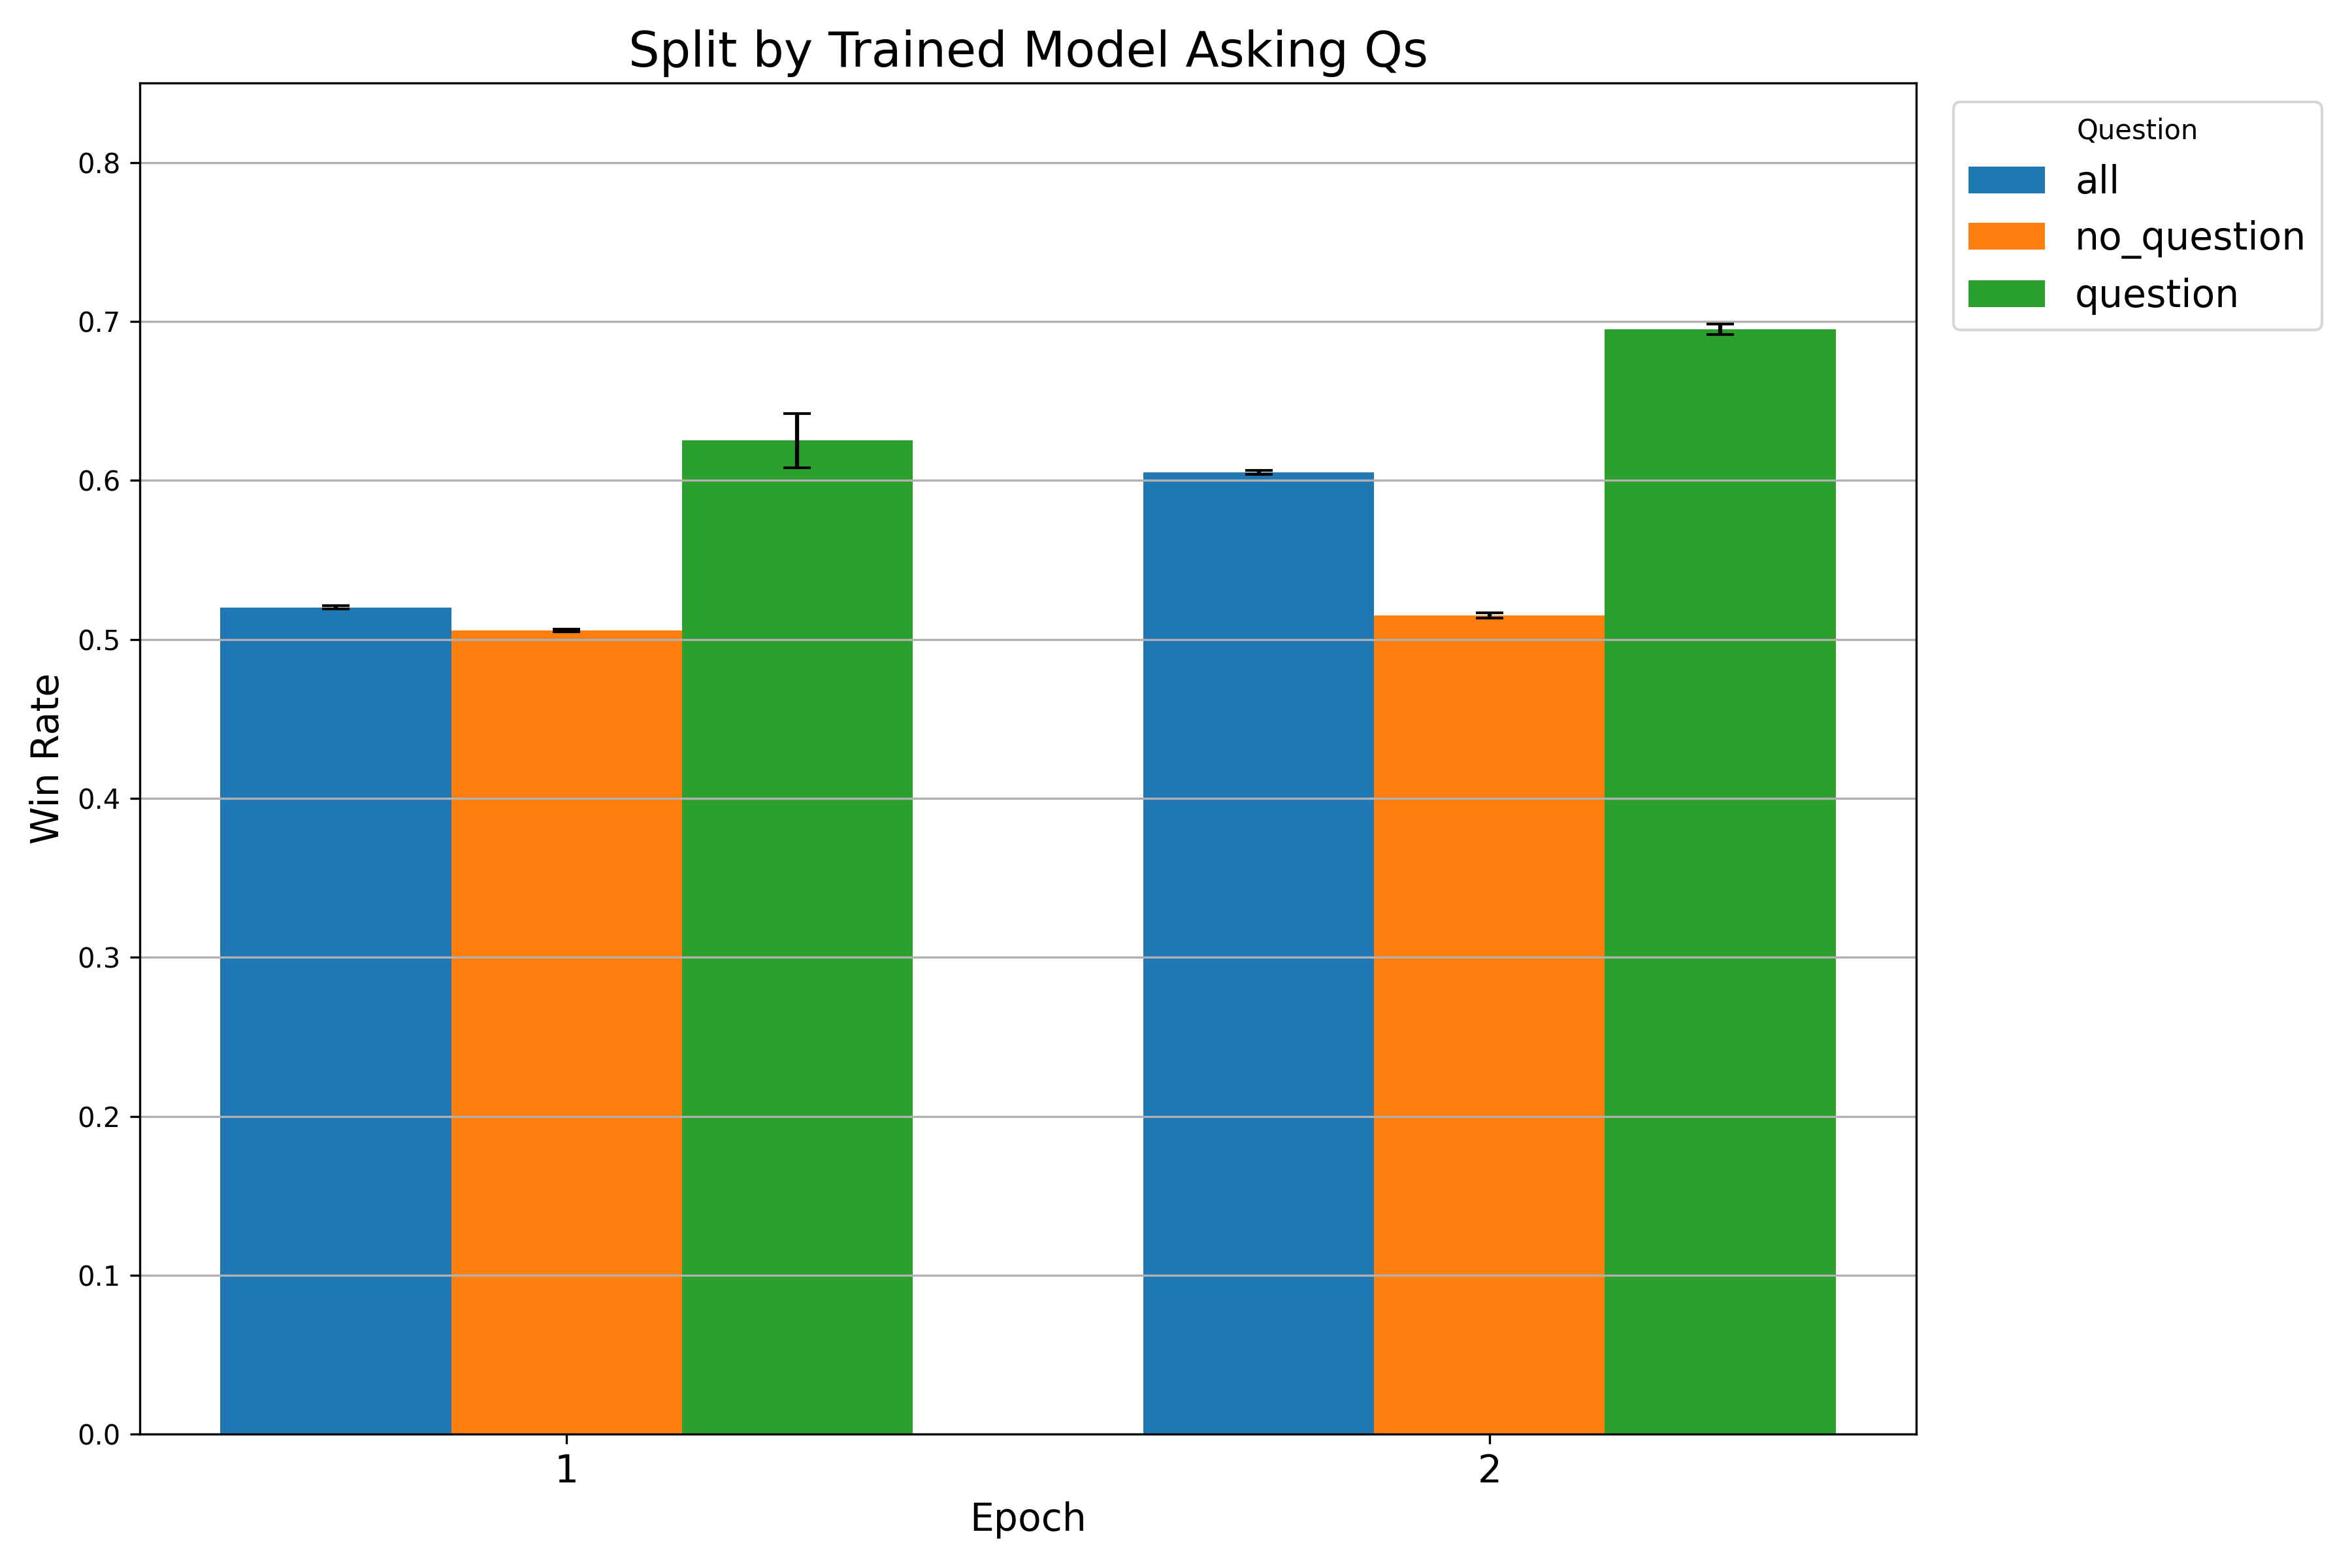 Split by Trained Model Asking Qs
Question
all
no_question
question
Win Rate
0.8
0.7
0.6
0.5
0.4
0.3
0.2
0.1
0.0
1
2
Epoch